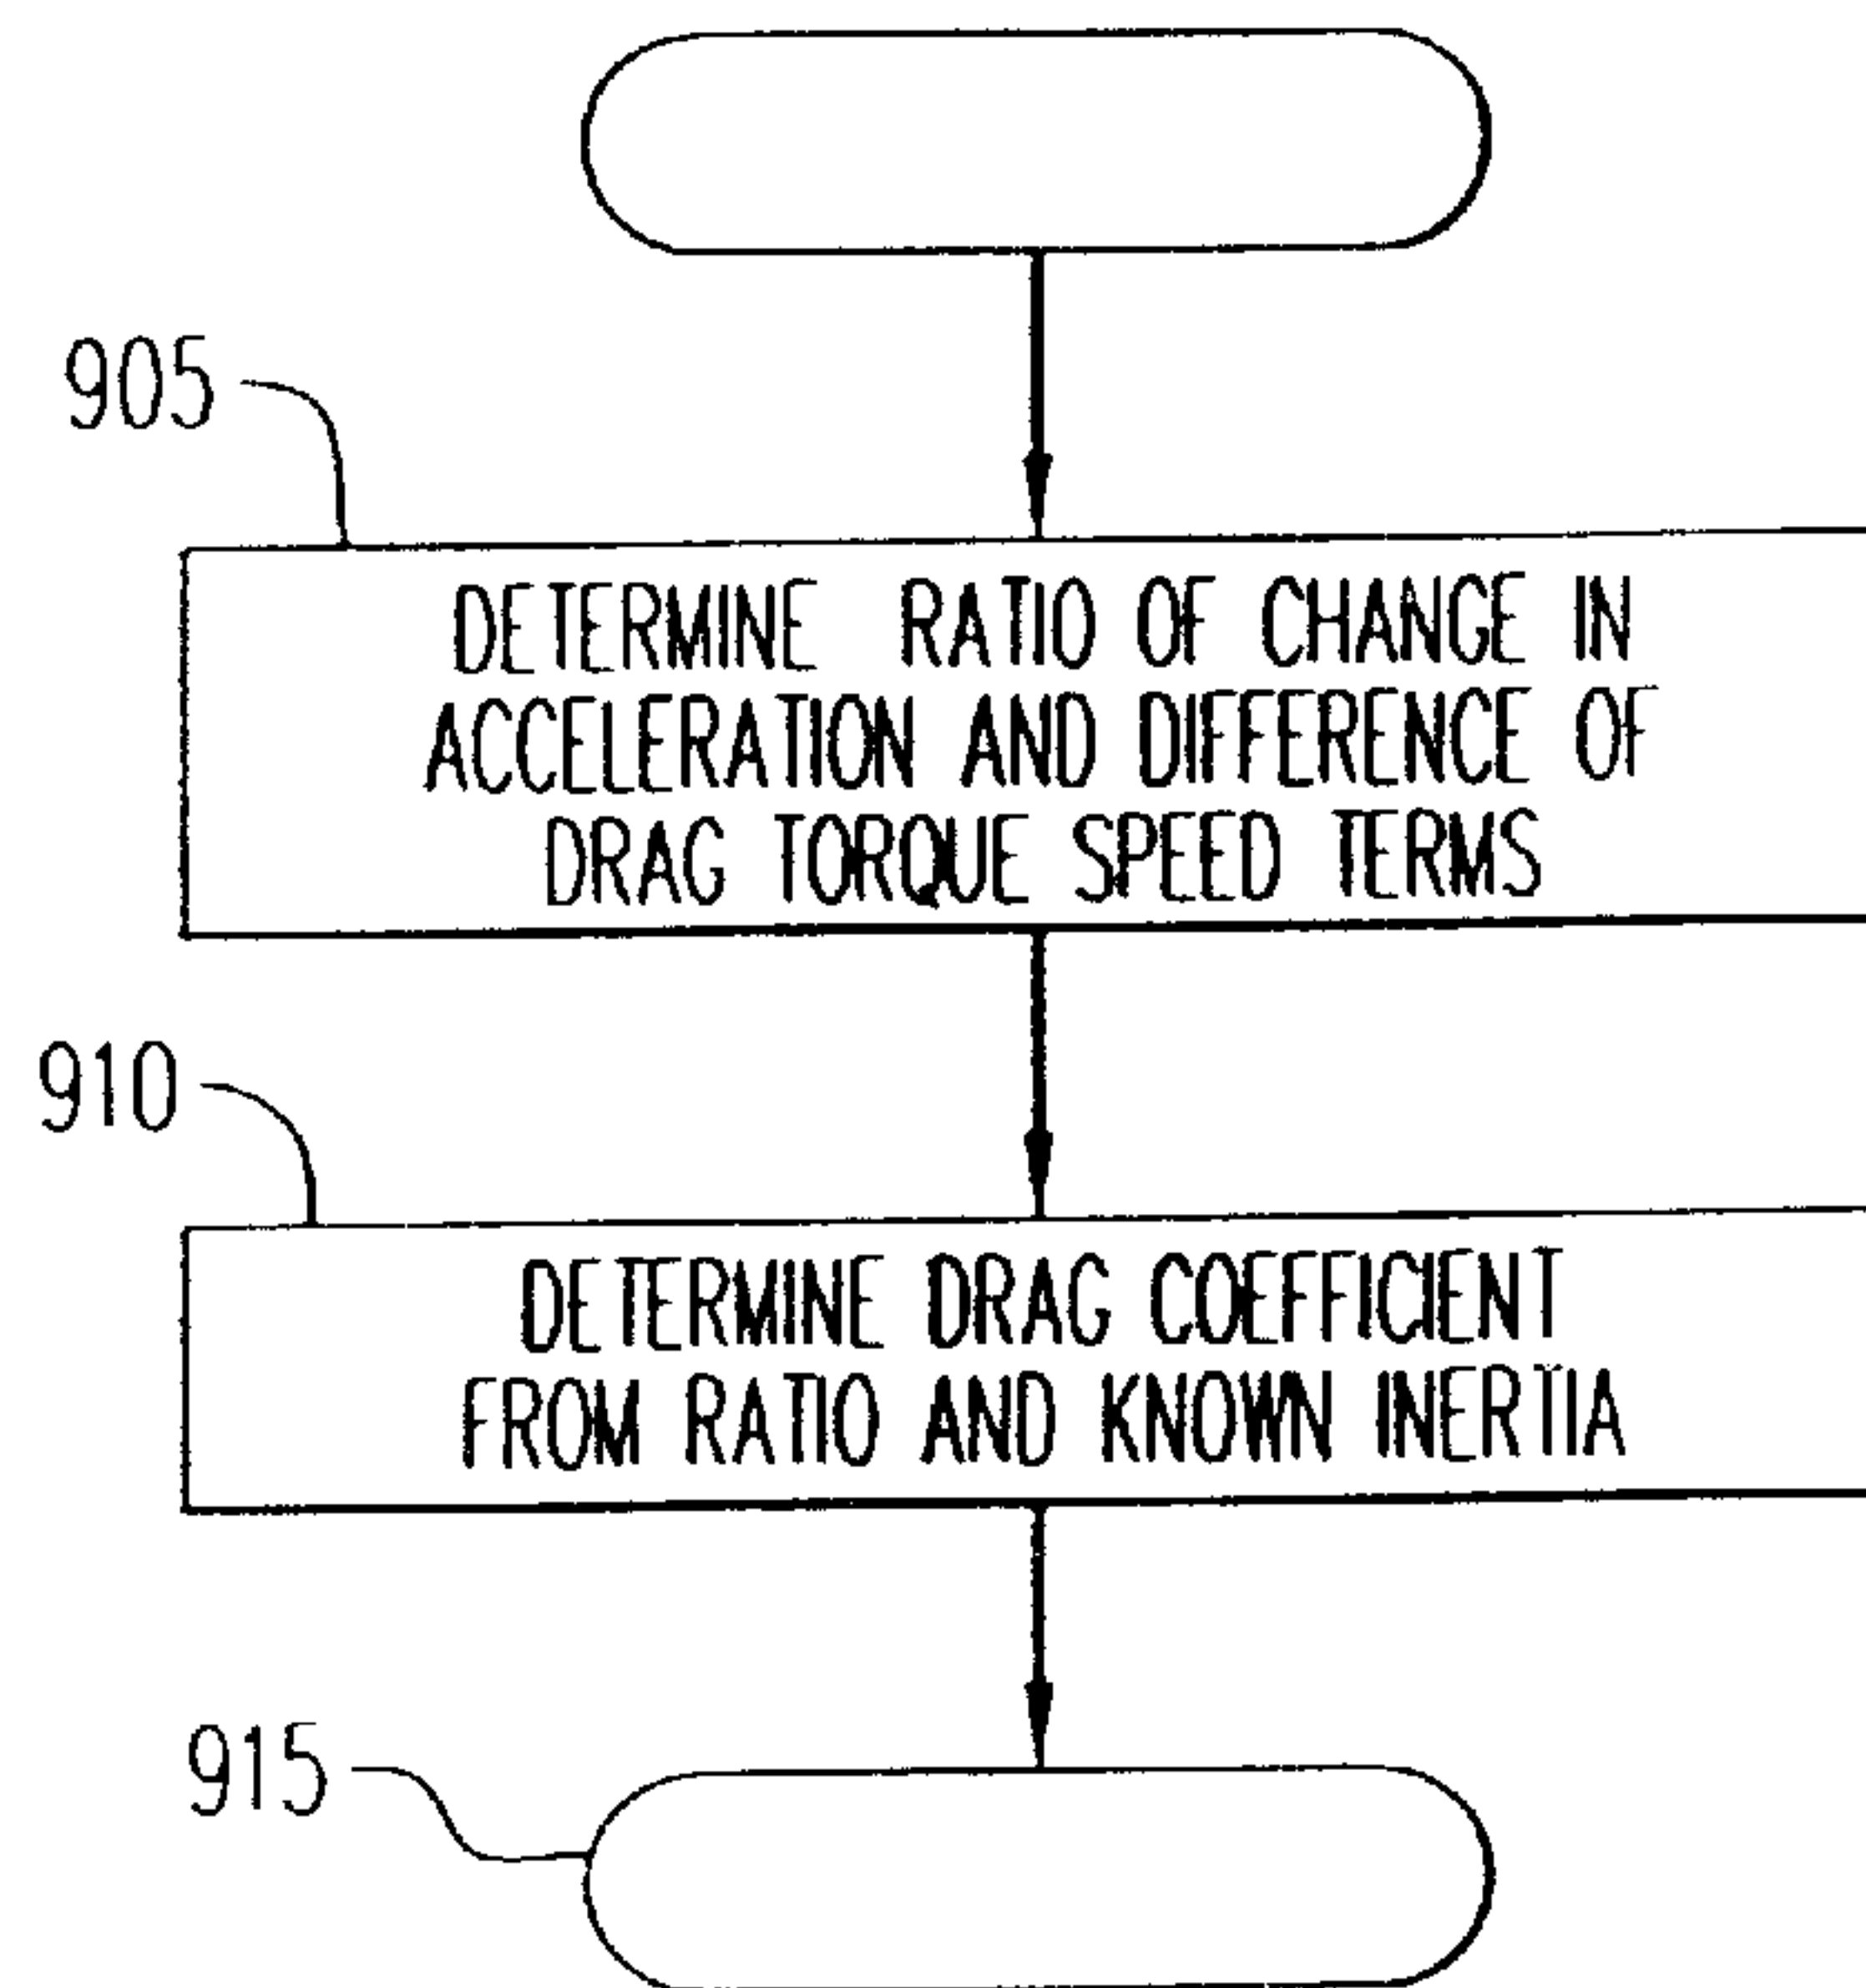 905
DETERMINE RATIO OF CHANGE IN
ACCELERATION AND DIFFERENCE OF
DRAG TORQUE SPEED TERMS
910
DETERMINE DRAG COEFFICIENT
FROM RATIO AND KNOWN INERTIA
915